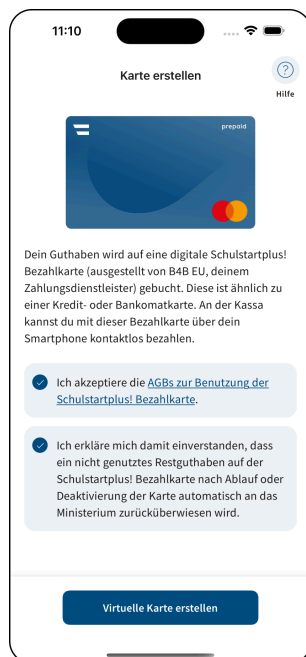 11:10
Karte erstellen
Hilfe
prepaid
Dein Guthaben wird auf eine digitale Schulstartplus!
Bezahlkarte (ausgestellt von B4B EU, deinem
Zahlungsdienstleister) gebucht. Diese ist ähnlich zu
einer Kredit- oder Bankomatkarte. An der Kassa
kannst du mit dieser Bezahlkarte über dein
Smartphone kontaktlos bezahlen.
Ich akzeptiere die AGBs zur Benutzung der
Schulstartplus! Bezahlkarte.
Ich erkläre mich damit einverstanden, dass
ein nicht genutztes Restguthaben auf der
Schulstartplus! Bezahlkarte nach Ablauf oder
Deaktivierung der Karte automatisch an das
Ministerium zurücküberwiesen wird.
Virtuelle Karte erstellen